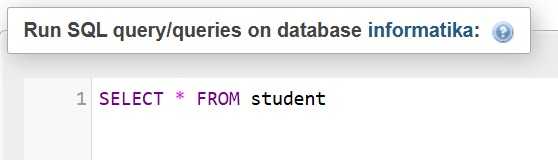 Run SQL query/queries on database informatika:
1 SELECT * FROM student